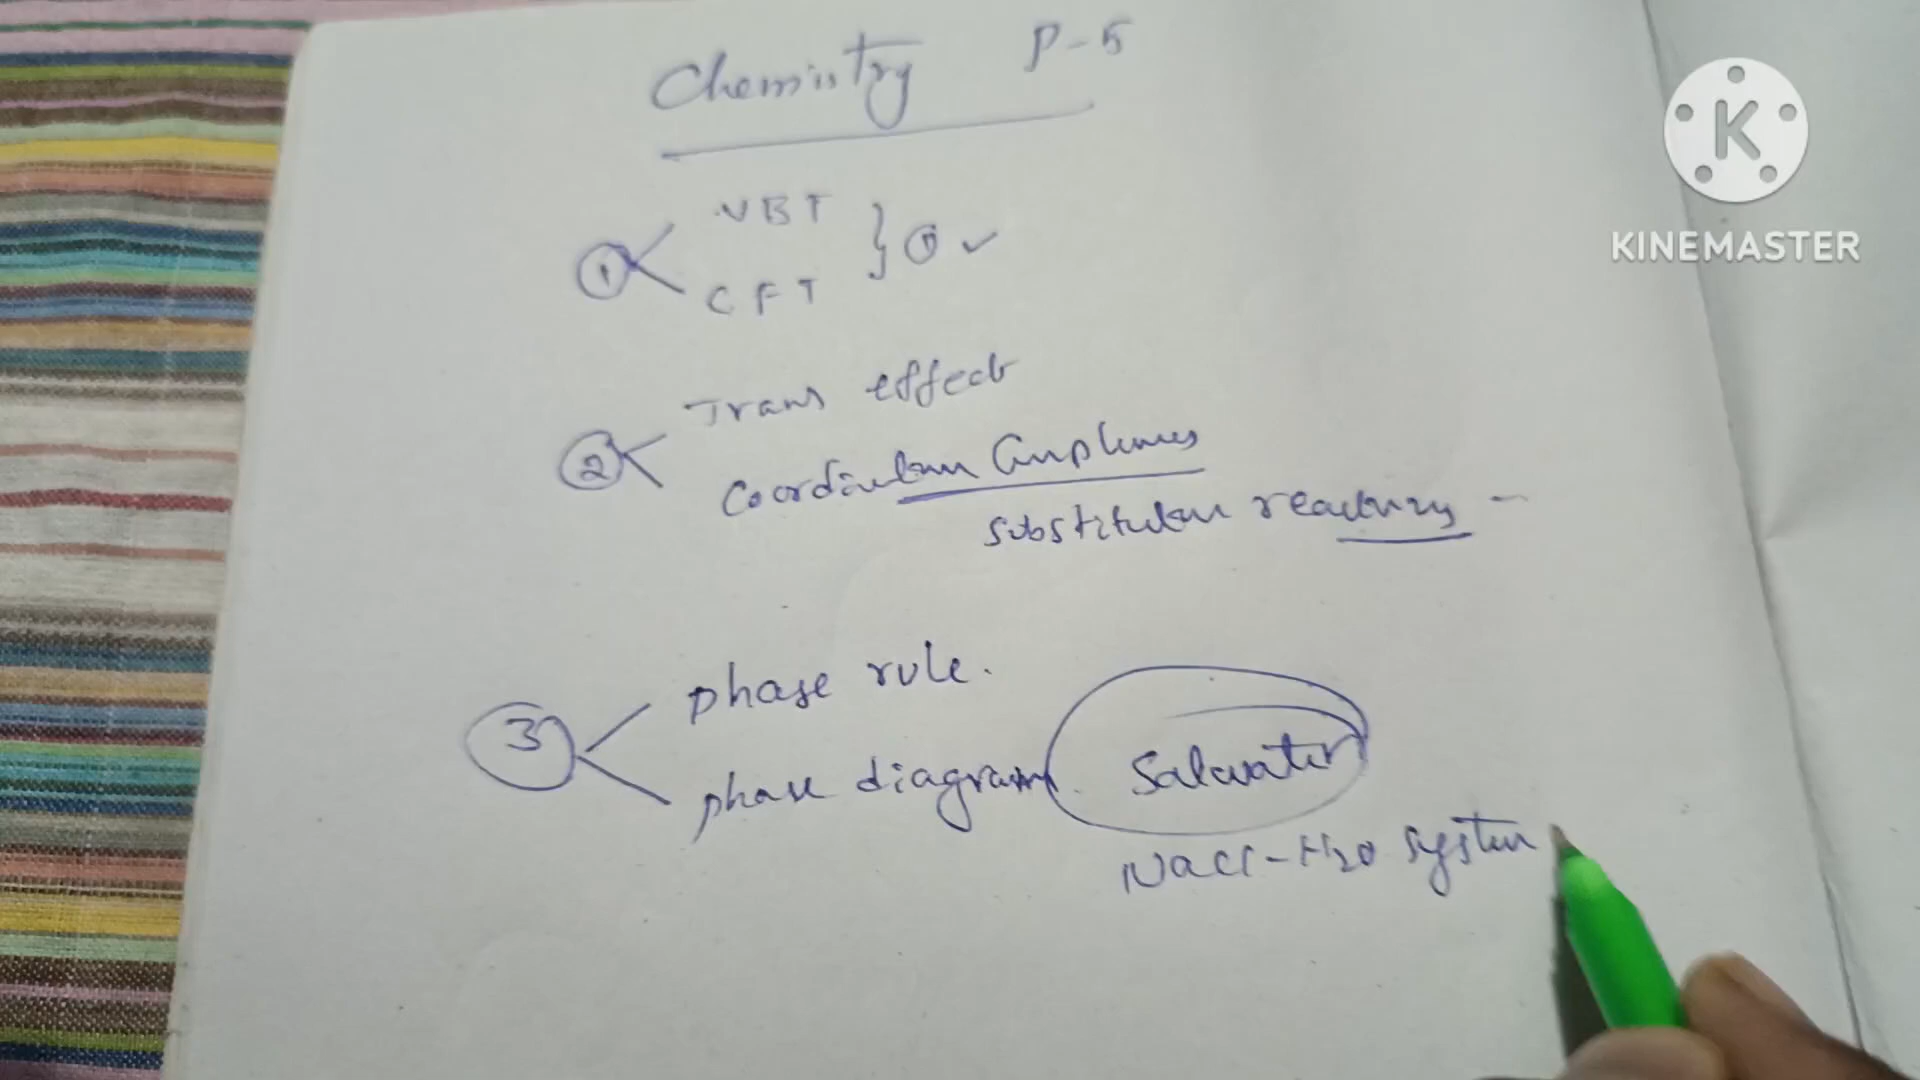 Chemistry P-5
① VBT
CFT } ① ✓
② Trans effect
Coordination Complexes
substitution reactions -
③ phase rule.
phase diagram. Salwater
NaCl-H2O system
K
KINEMASTER